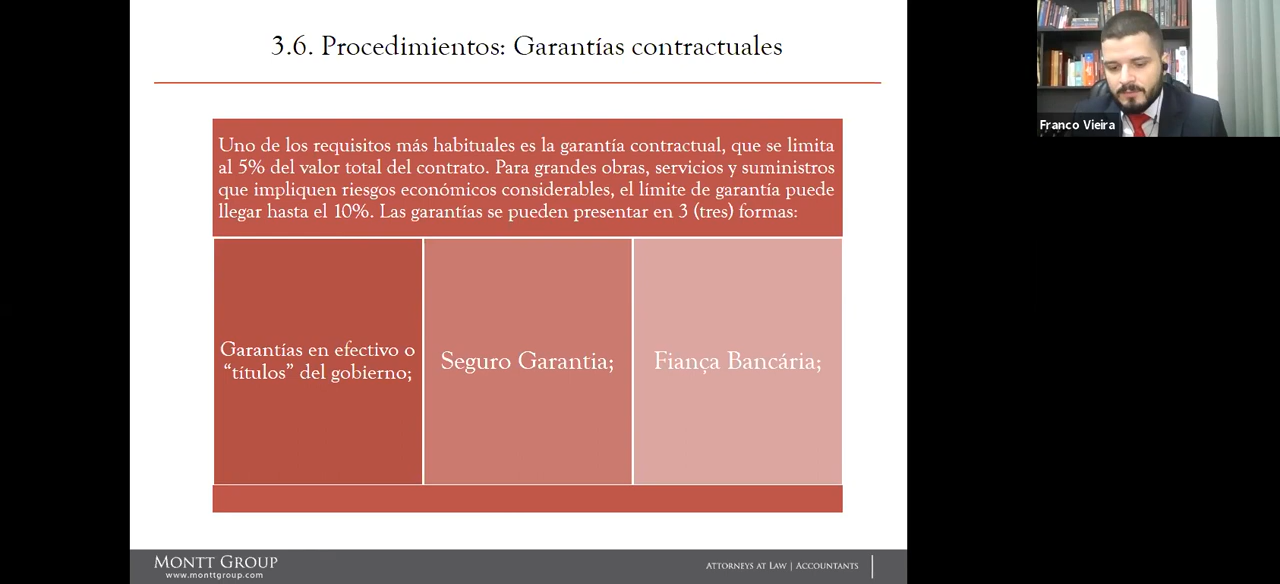 3.6. Procedimientos: Garantías contractuales
Franco Vieira
Uno de los requisitos más habituales es la garantía contractual, que se limita
al 5% del valor total del contrato. Para grandes obras, servicios y suministros
que impliquen riesgos económicos considerables, el límite de garantía puede
llegar hasta el 10%. Las garantías se pueden presentar en 3 (tres) formas:
Garantías en efectivo o
“títulos” del gobierno;
Seguro Garantia;
Fiança Bancária;
MONTT GROUP
www.monttgroup.com
ATTORNEYS AT LAW | ACCOUNTANTS